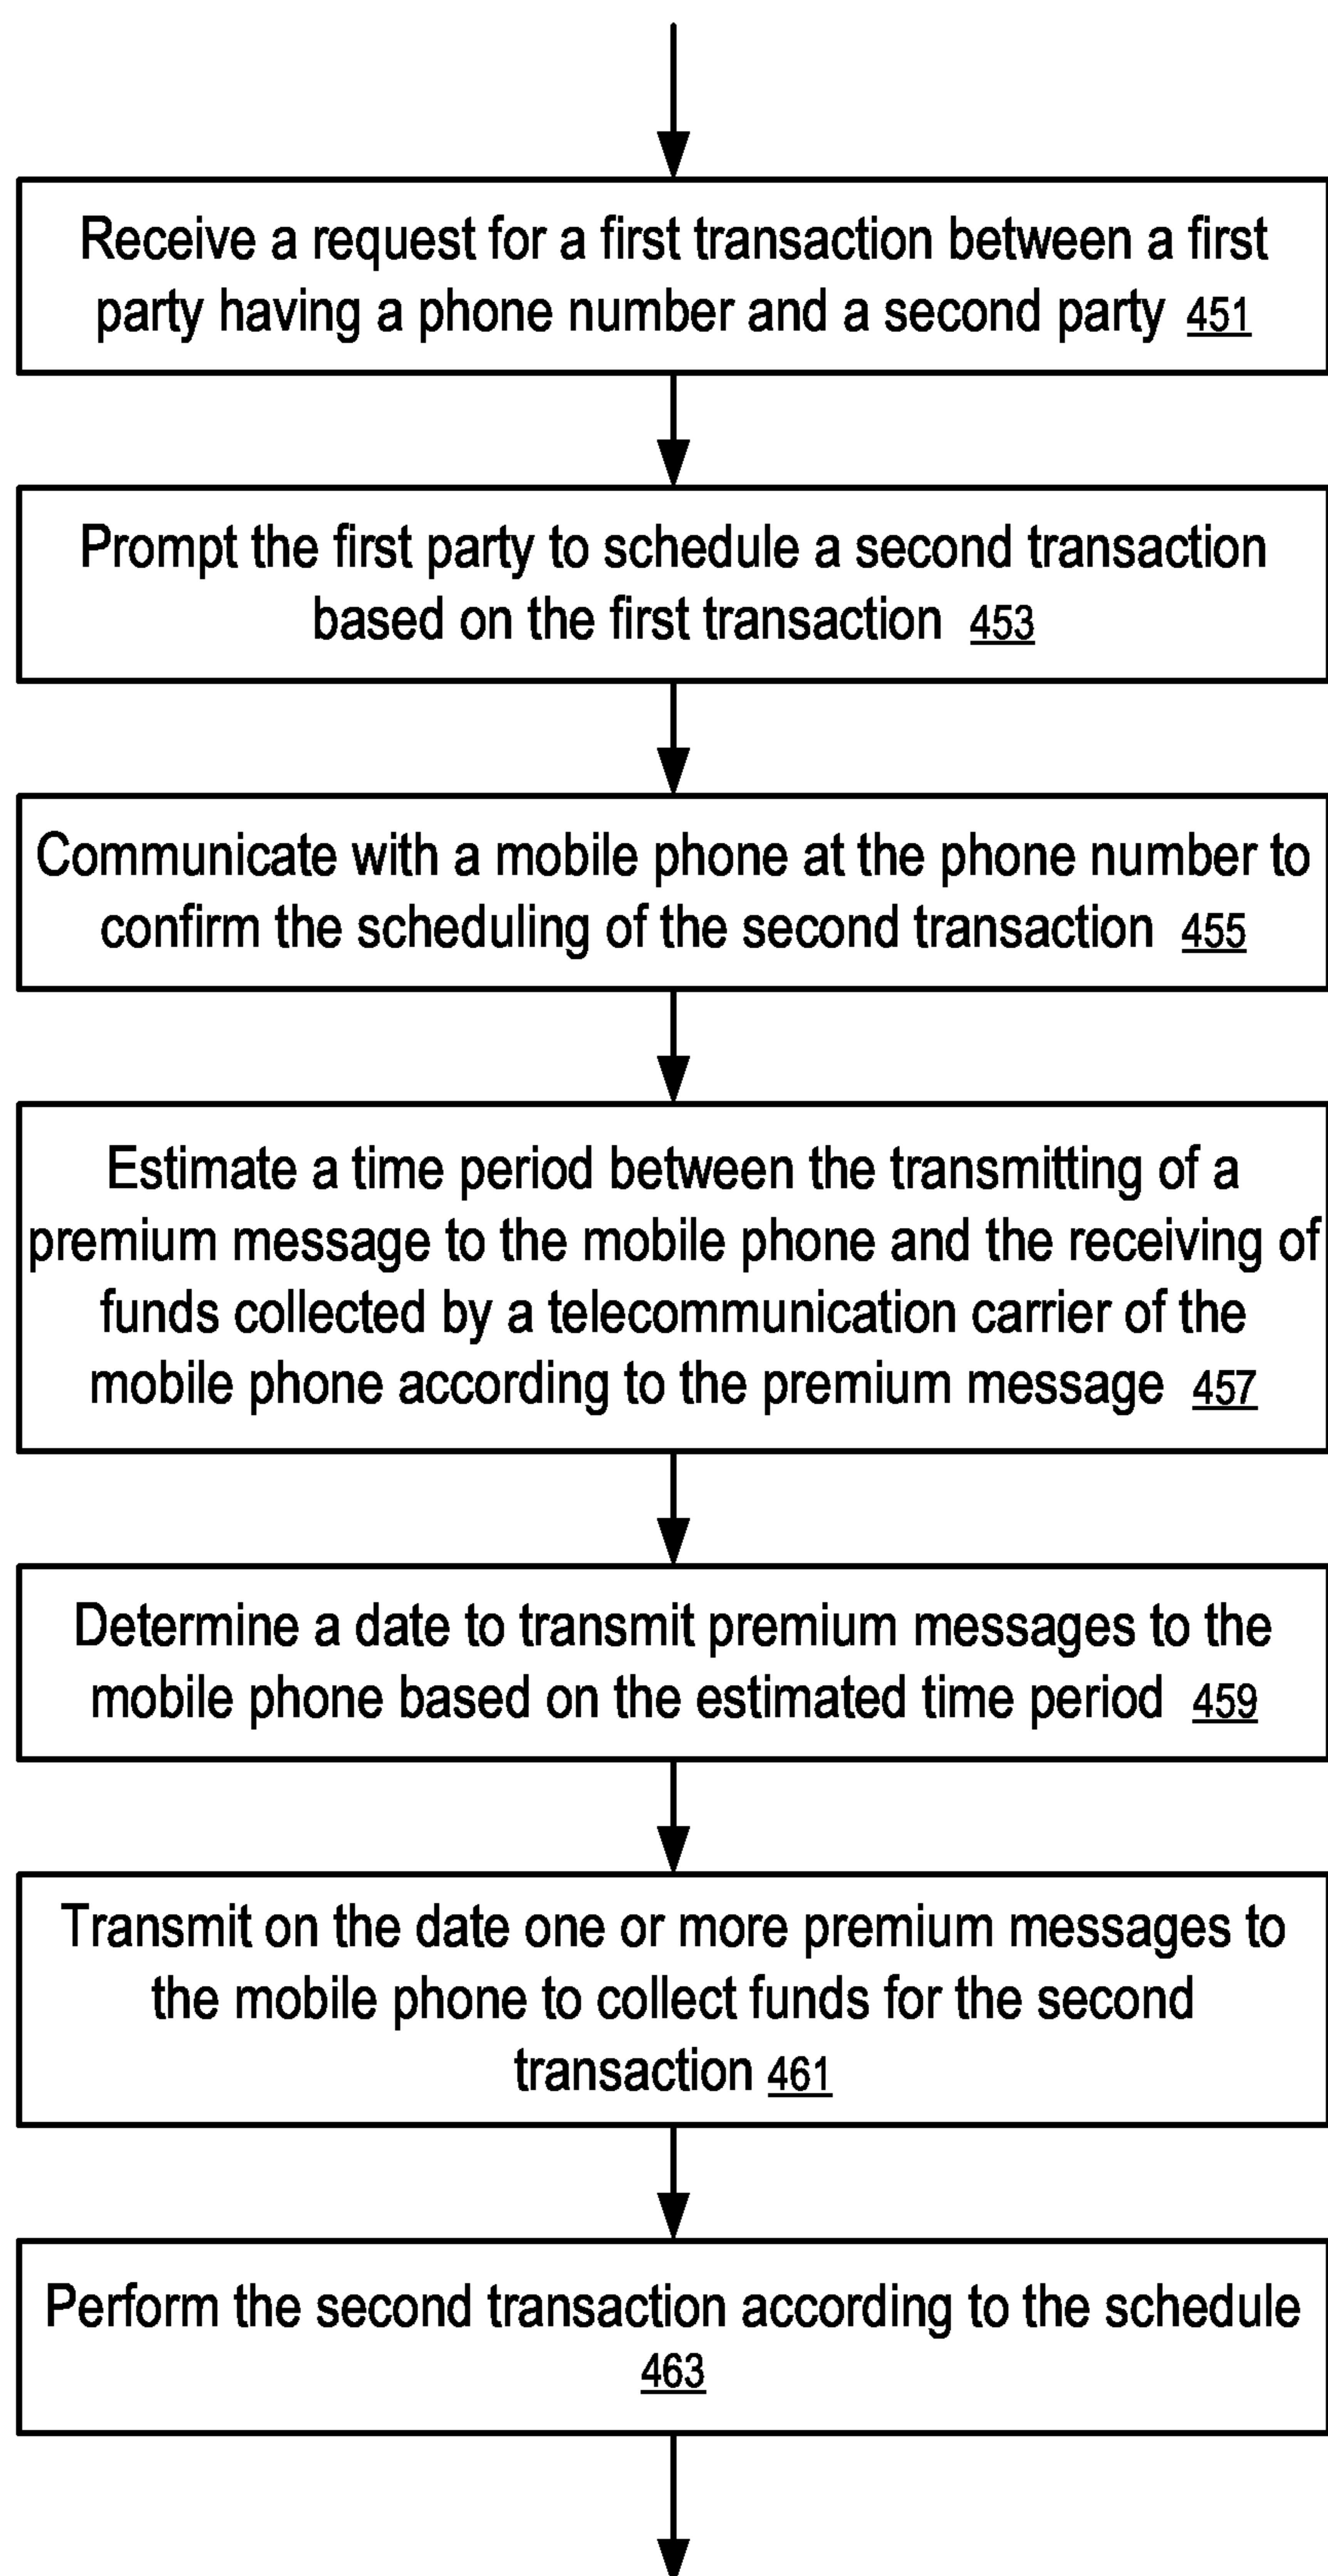 Receive a request for a first transaction between a first
party having a phone number and a second party 451
Prompt the first party to schedule a second transaction
based on the first transaction 453
Communicate with a mobile phone at the phone number to
confirm the scheduling of the second transaction 455
Estimate a time period between the transmitting of a
premium message to the mobile phone and the receiving of
funds collected by a telecommunication carrier of the
mobile phone according to the premium message 457
Determine a date to transmit premium messages to the
mobile phone based on the estimated time period 459
Transmit on the date one or more premium messages to
the mobile phone to collect funds for the second
transaction 461
Perform the second transaction according to the schedule
463